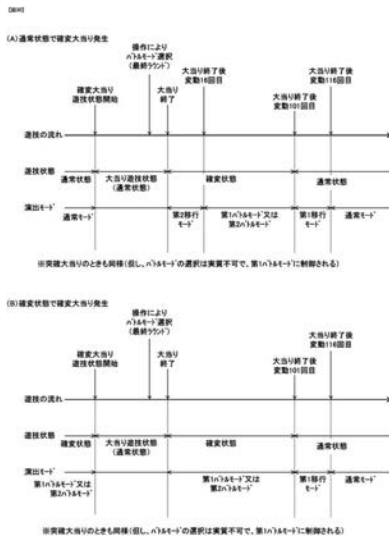 (A)通常状態で確変大当り発生
操作により
バトルモード選択
(最終ラウンド)
大当り終了後
変動16回目
大当り終了後
変動116回目
確変大当り
遊技状態開始
大当り
終了
大当り終了後
変動101回目
遊技の流れ
遊技状態
通常状態
大当り遊技状態
(通常状態)
確変状態
通常状態
演出モード
通常モード
第2移行
モード
第1バトルモード又は
第2バトルモード
第1移行
モード
通常モード
※突確大当りのときも同様(但し、バトルモードの選択は実質不可で、第1バトルモードに制御される)
(B)確変状態で確変大当り発生
操作により
バトルモード選択
(最終ラウンド)
大当り終了後
変動116回目
確変大当り
遊技状態開始
大当り
終了
大当り終了後
変動101回目
遊技の流れ
遊技状態
確変状態
大当り遊技状態
(通常状態)
確変状態
通常状態
演出モード
第1バトルモード又は
第2バトルモード
第1バトルモード又は
第2バトルモード
第1移行
モード
通常モード
※突確大当りのときも同様(但し、バトルモードの選択は実質不可で、第1バトルモードに制御される)